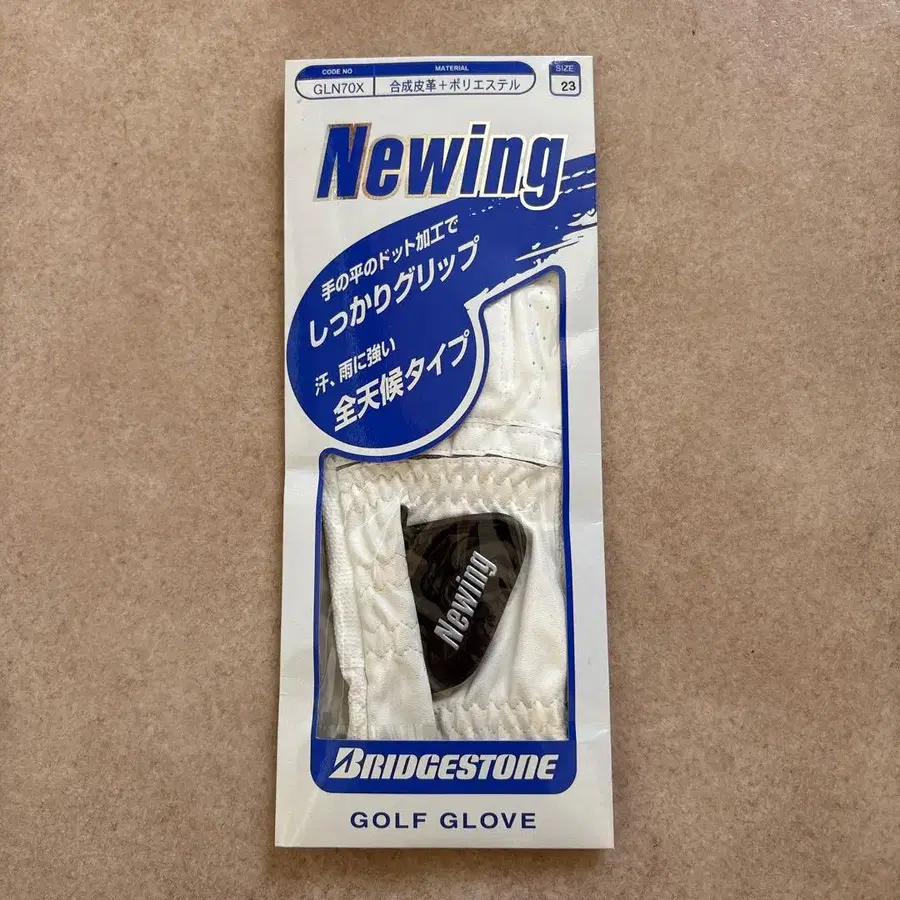 CODE NO MATERIAL SIZE
GLN70X 合成皮革+ポリエステル 23
Newing
手の平のドット加工で
しっかりグリップ
汗、雨に強い
全天候タイプ
Newing
BRIDGESTONE
GOLF GLOVE